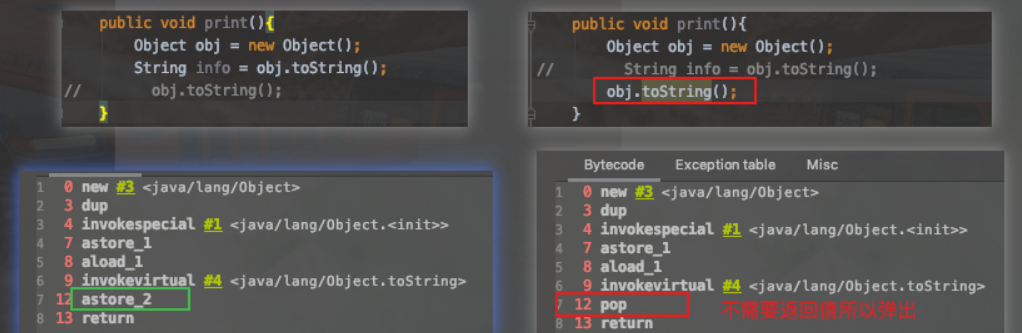 public void print(){
Object obj = new Object();
String info = obj.toString();
// obj.toString();
}
public void print(){
Object obj = new Object();
// String info = obj.toString();
obj.toString();
}
1 0 new #3 <java/lang/Object>
2 3 dup
3 4 invokespecial #1 <java/lang/Object.<init>>
4 7 astore_1
5 8 aload_1
6 9 invokevirtual #4 <java/lang/Object.toString>
7 12 astore_2
8 13 return
Bytecode Exception table Misc
1 0 new #3 <java/lang/Object>
2 3 dup
3 4 invokespecial #1 <java/lang/Object.<init>>
4 7 astore_1
5 8 aload_1
6 9 invokevirtual #4 <java/lang/Object.toString>
7 12 pop 不需要返回值所以弹出
8 13 return